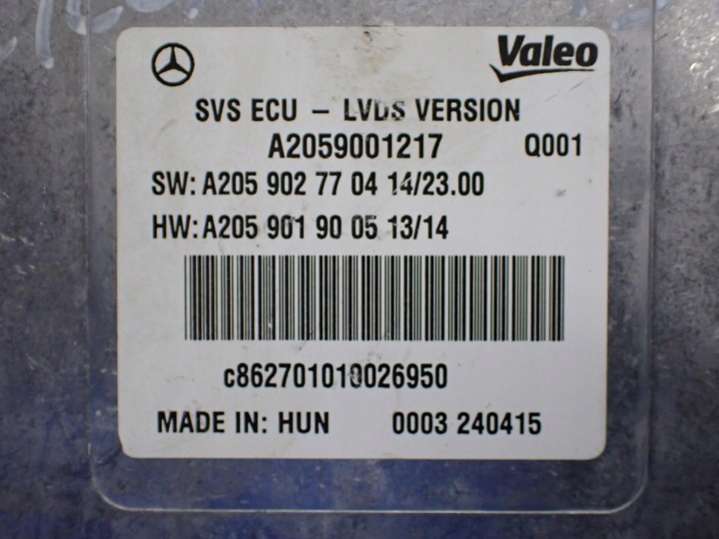 Valeo
SVS ECU – LVDS VERSION
A2059001217 Q001
SW: A205 902 77 04 14/23.00
HW: A205 901 90 05 13/14
c862701010026950
MADE IN: HUN 0003 240415